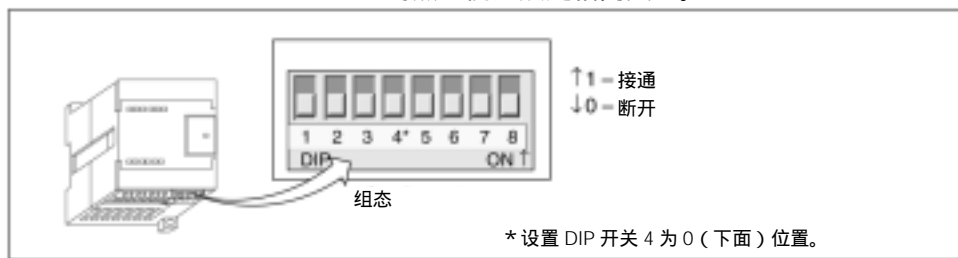 ↑1 – 接通
↓0 – 断开
1 2 3 4* 5 6 7 8
DIP ON ↑
组态
*设置 DIP 开关 4 为 0（下面）位置。